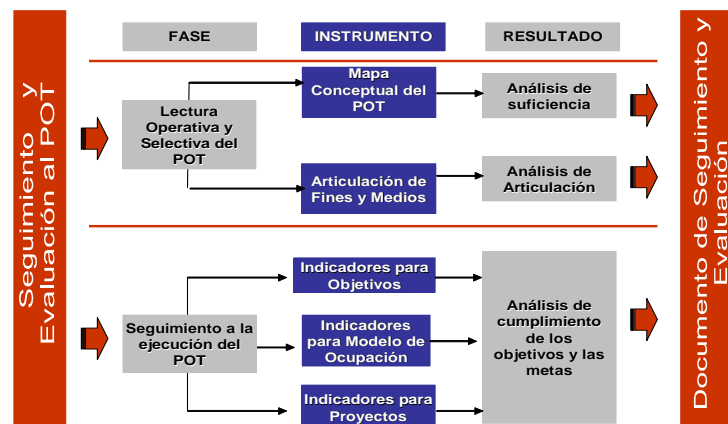 Seguimiento y
Evaluación al POT
FASE
INSTRUMENTO
RESULTADO
Lectura
Operativa y
Selectiva del
POT
Mapa
Conceptual del
POT
Análisis de
suficiencia
Articulación de
Fines y Medios
Análisis de
Articulación
Seguimiento a la
ejecución del
POT
Indicadores para
Objetivos
Indicadores
para Modelo de
Ocupación
Indicadores para
Proyectos
Análisis de
cumplimiento
de los
objetivos y las
metas
Documento de Seguimiento y
Evaluación